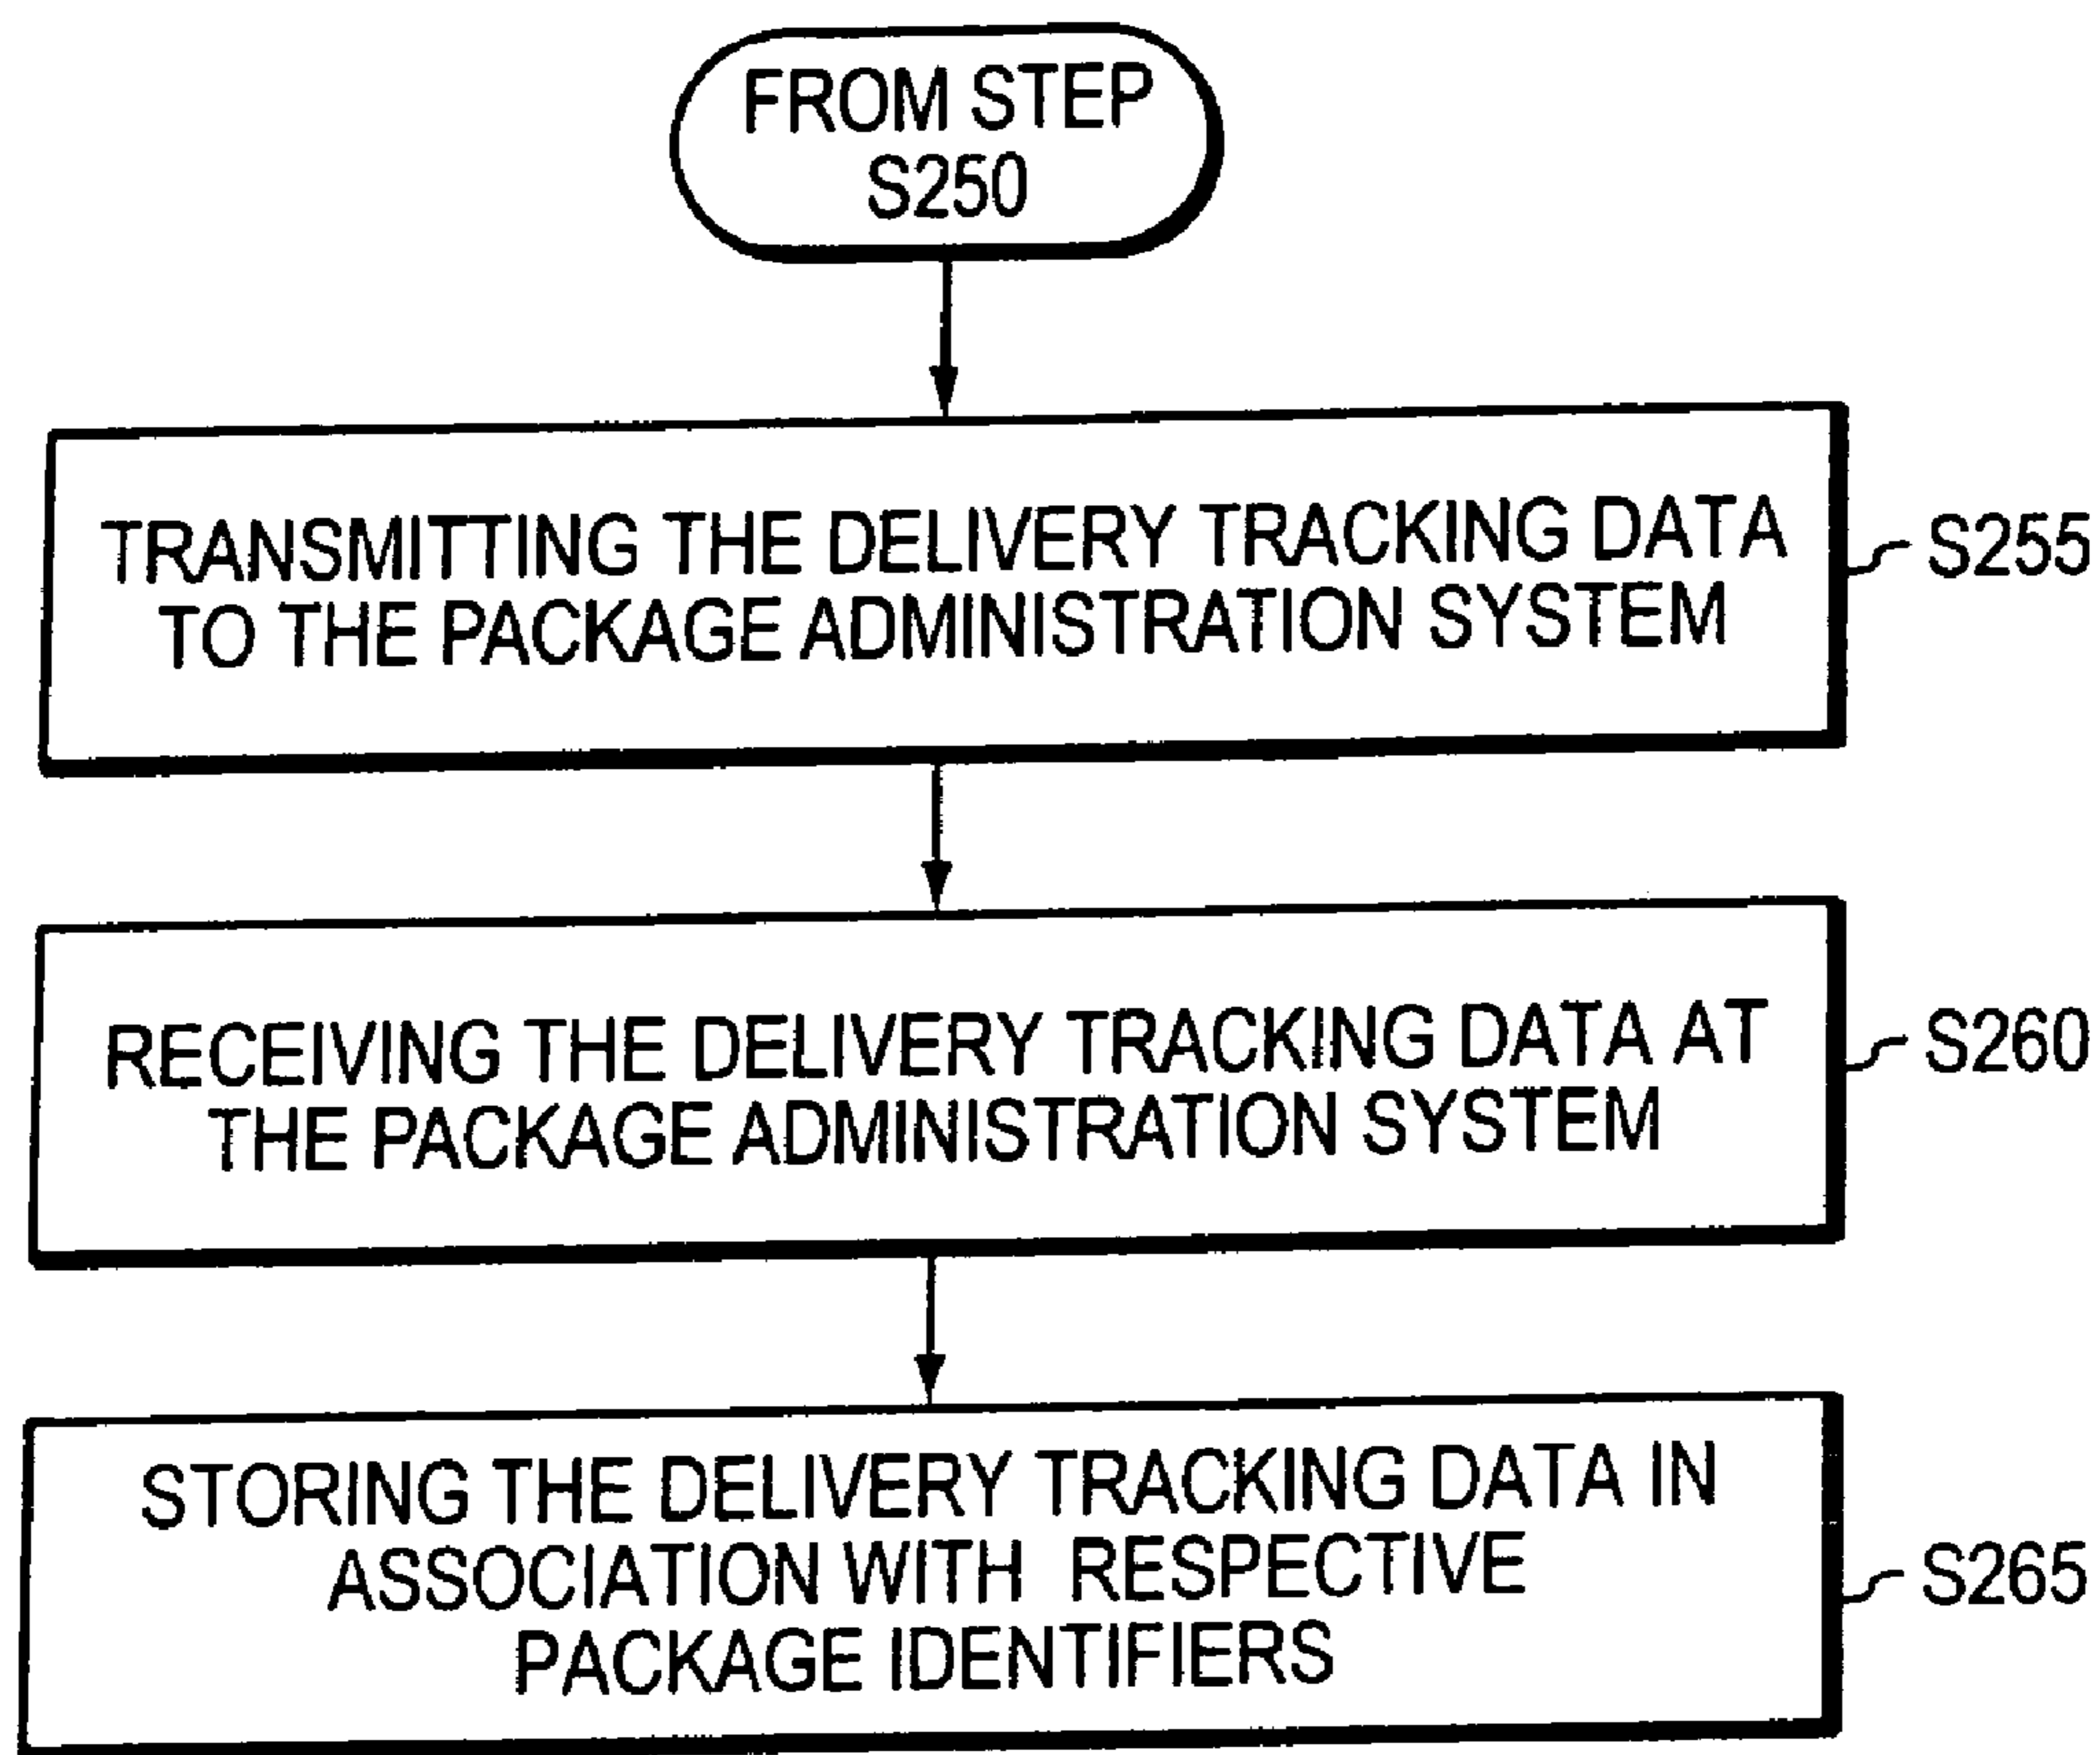 FROM STEP
S250
TRANSMITTING THE DELIVERY TRACKING DATA
TO THE PACKAGE ADMINISTRATION SYSTEM
S255
RECEIVING THE DELIVERY TRACKING DATA AT
THE PACKAGE ADMINISTRATION SYSTEM
S260
STORING THE DELIVERY TRACKING DATA IN
ASSOCIATION WITH RESPECTIVE
PACKAGE IDENTIFIERS
S265